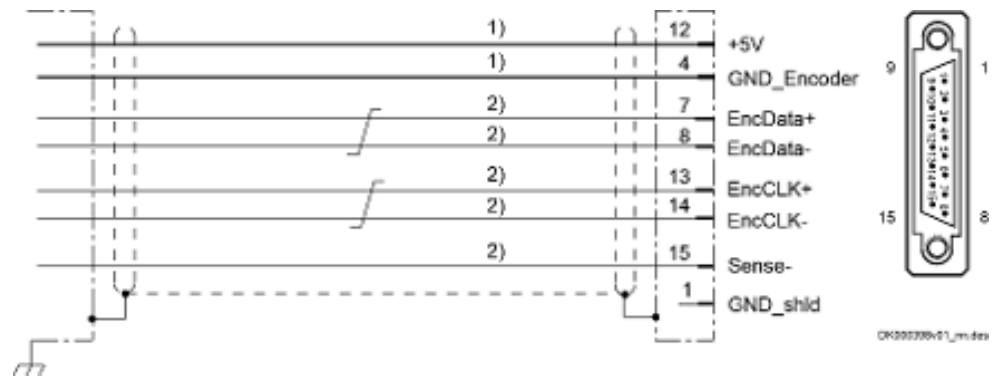 1) 12 +5V
1) 4 GND_Encoder
2) 7 EncData+
2) 8 EncData-
2) 13 EncCLK+
2) 14 EncCLK-
2) 15 Sense-
1 GND_shld
9 1
15 8